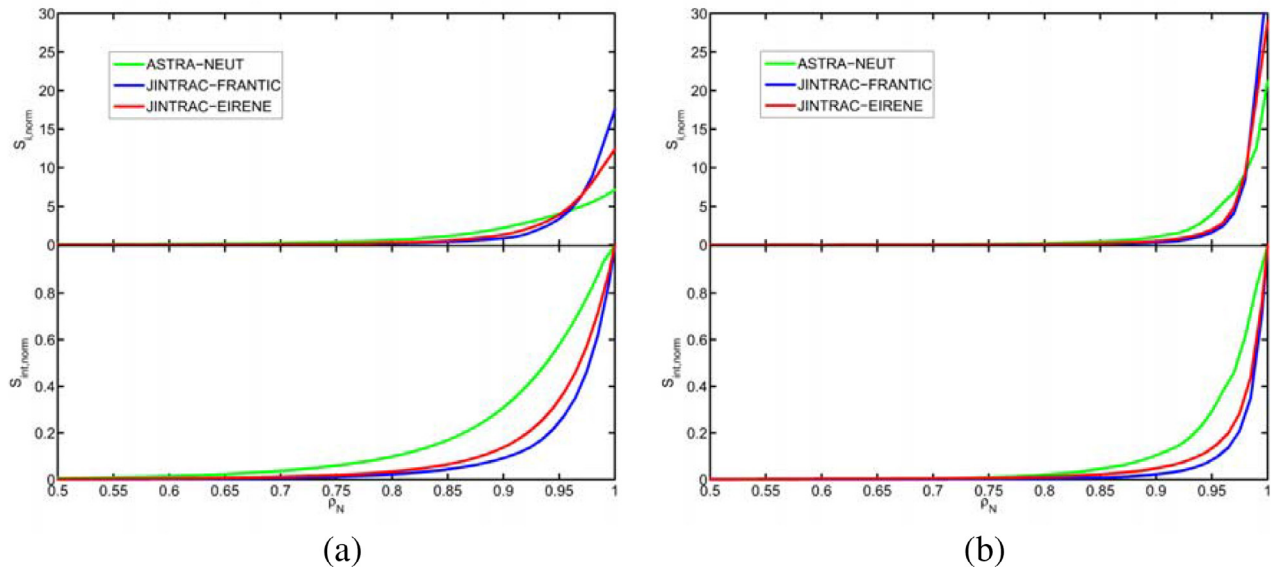 30
25
20
15
10
5
0
S_i,norm
ASTRA-NEUT
JINTRAC-FRANTIC
JINTRAC-EIRENE
0.8
0.6
0.4
0.2
0
S_int,norm
0.5 0.55 0.6 0.65 0.7 0.75 0.8 0.85 0.9 0.95 1
ρ_N
(a)
30
25
20
15
10
5
0
S_i,norm
ASTRA-NEUT
JINTRAC-FRANTIC
JINTRAC-EIRENE
0.8
0.6
0.4
0.2
0
S_int,norm
0.5 0.55 0.6 0.65 0.7 0.75 0.8 0.85 0.9 0.95 1
ρ_N
(b)